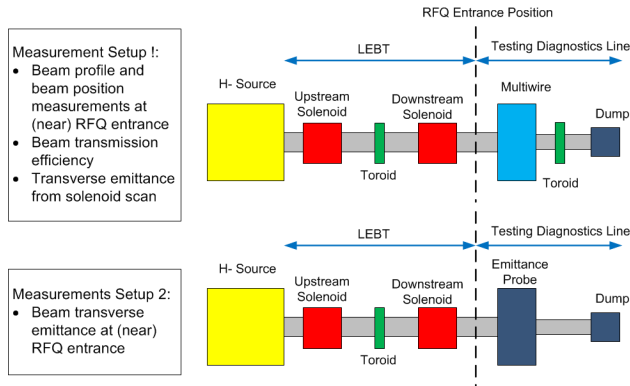 RFQ Entrance Position
Measurement Setup !:
• Beam profile and
beam position
measurements at
(near) RFQ entrance
• Beam transmission
efficiency
• Transverse emittance
from solenoid scan
LEBT
Testing Diagnostics Line
H- Source
Upstream
Solenoid
Downstream
Solenoid
Multiwire
Dump
Toroid
Toroid
Measurements Setup 2:
• Beam transverse
emittance at (near)
RFQ entrance
LEBT
Testing Diagnostics Line
H- Source
Upstream
Solenoid
Downstream
Solenoid
Emittance
Probe
Dump
Toroid